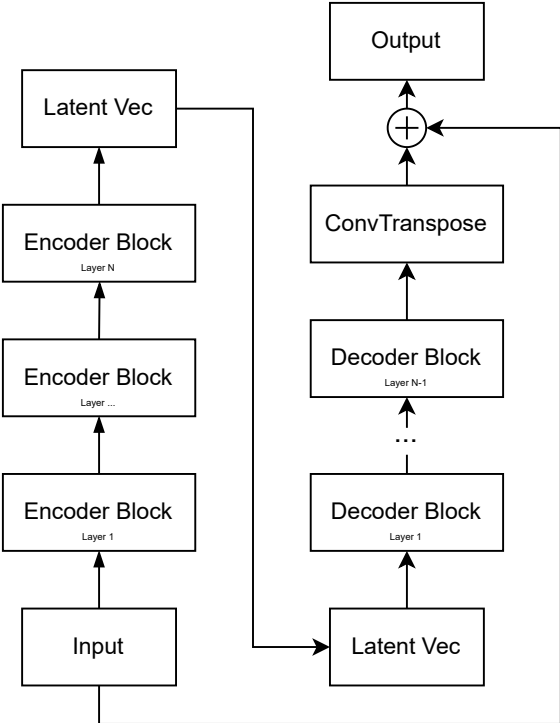 Output
Latent Vec
ConvTranspose
Encoder Block
Layer N
Decoder Block
Layer N-1
Encoder Block
Layer ...
...
Encoder Block
Layer 1
Decoder Block
Layer 1
Input
Latent Vec